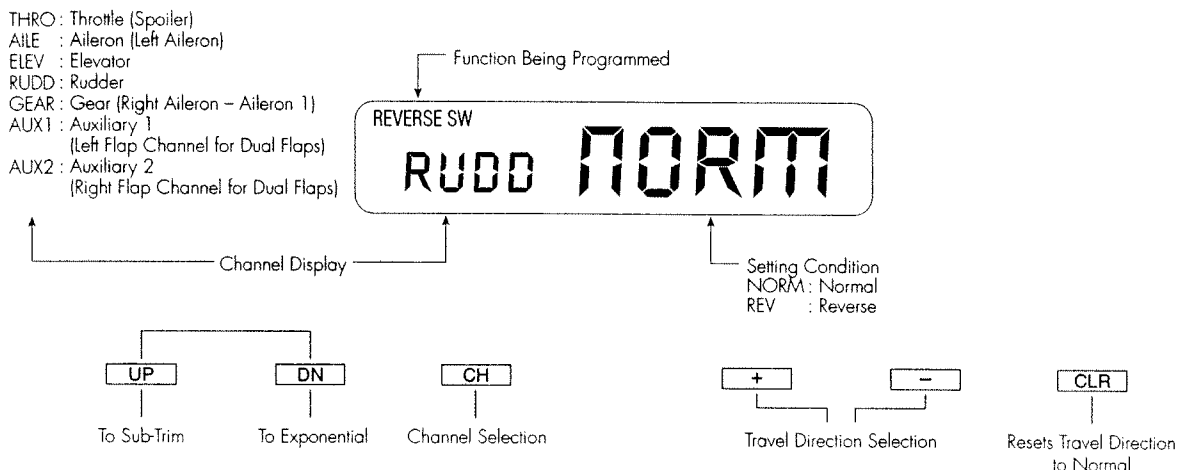 THRO : Throttle (Spoiler)
AILE : Aileron (Left Aileron)
ELEV : Elevator
RUDD : Rudder
GEAR : Gear (Right Aileron – Aileron 1)
AUX1 : Auxiliary 1
(Left Flap Channel for Dual Flaps)
AUX2 : Auxiliary 2
(Right Flap Channel for Dual Flaps)
Function Being Programmed
REVERSE SW
RUDD NORM
Channel Display
Setting Condition
NORM : Normal
REV : Reverse
UP DN CH + – CLR
To Sub-Trim To Exponential Channel Selection Travel Direction Selection Resets Travel Direction
to Normal